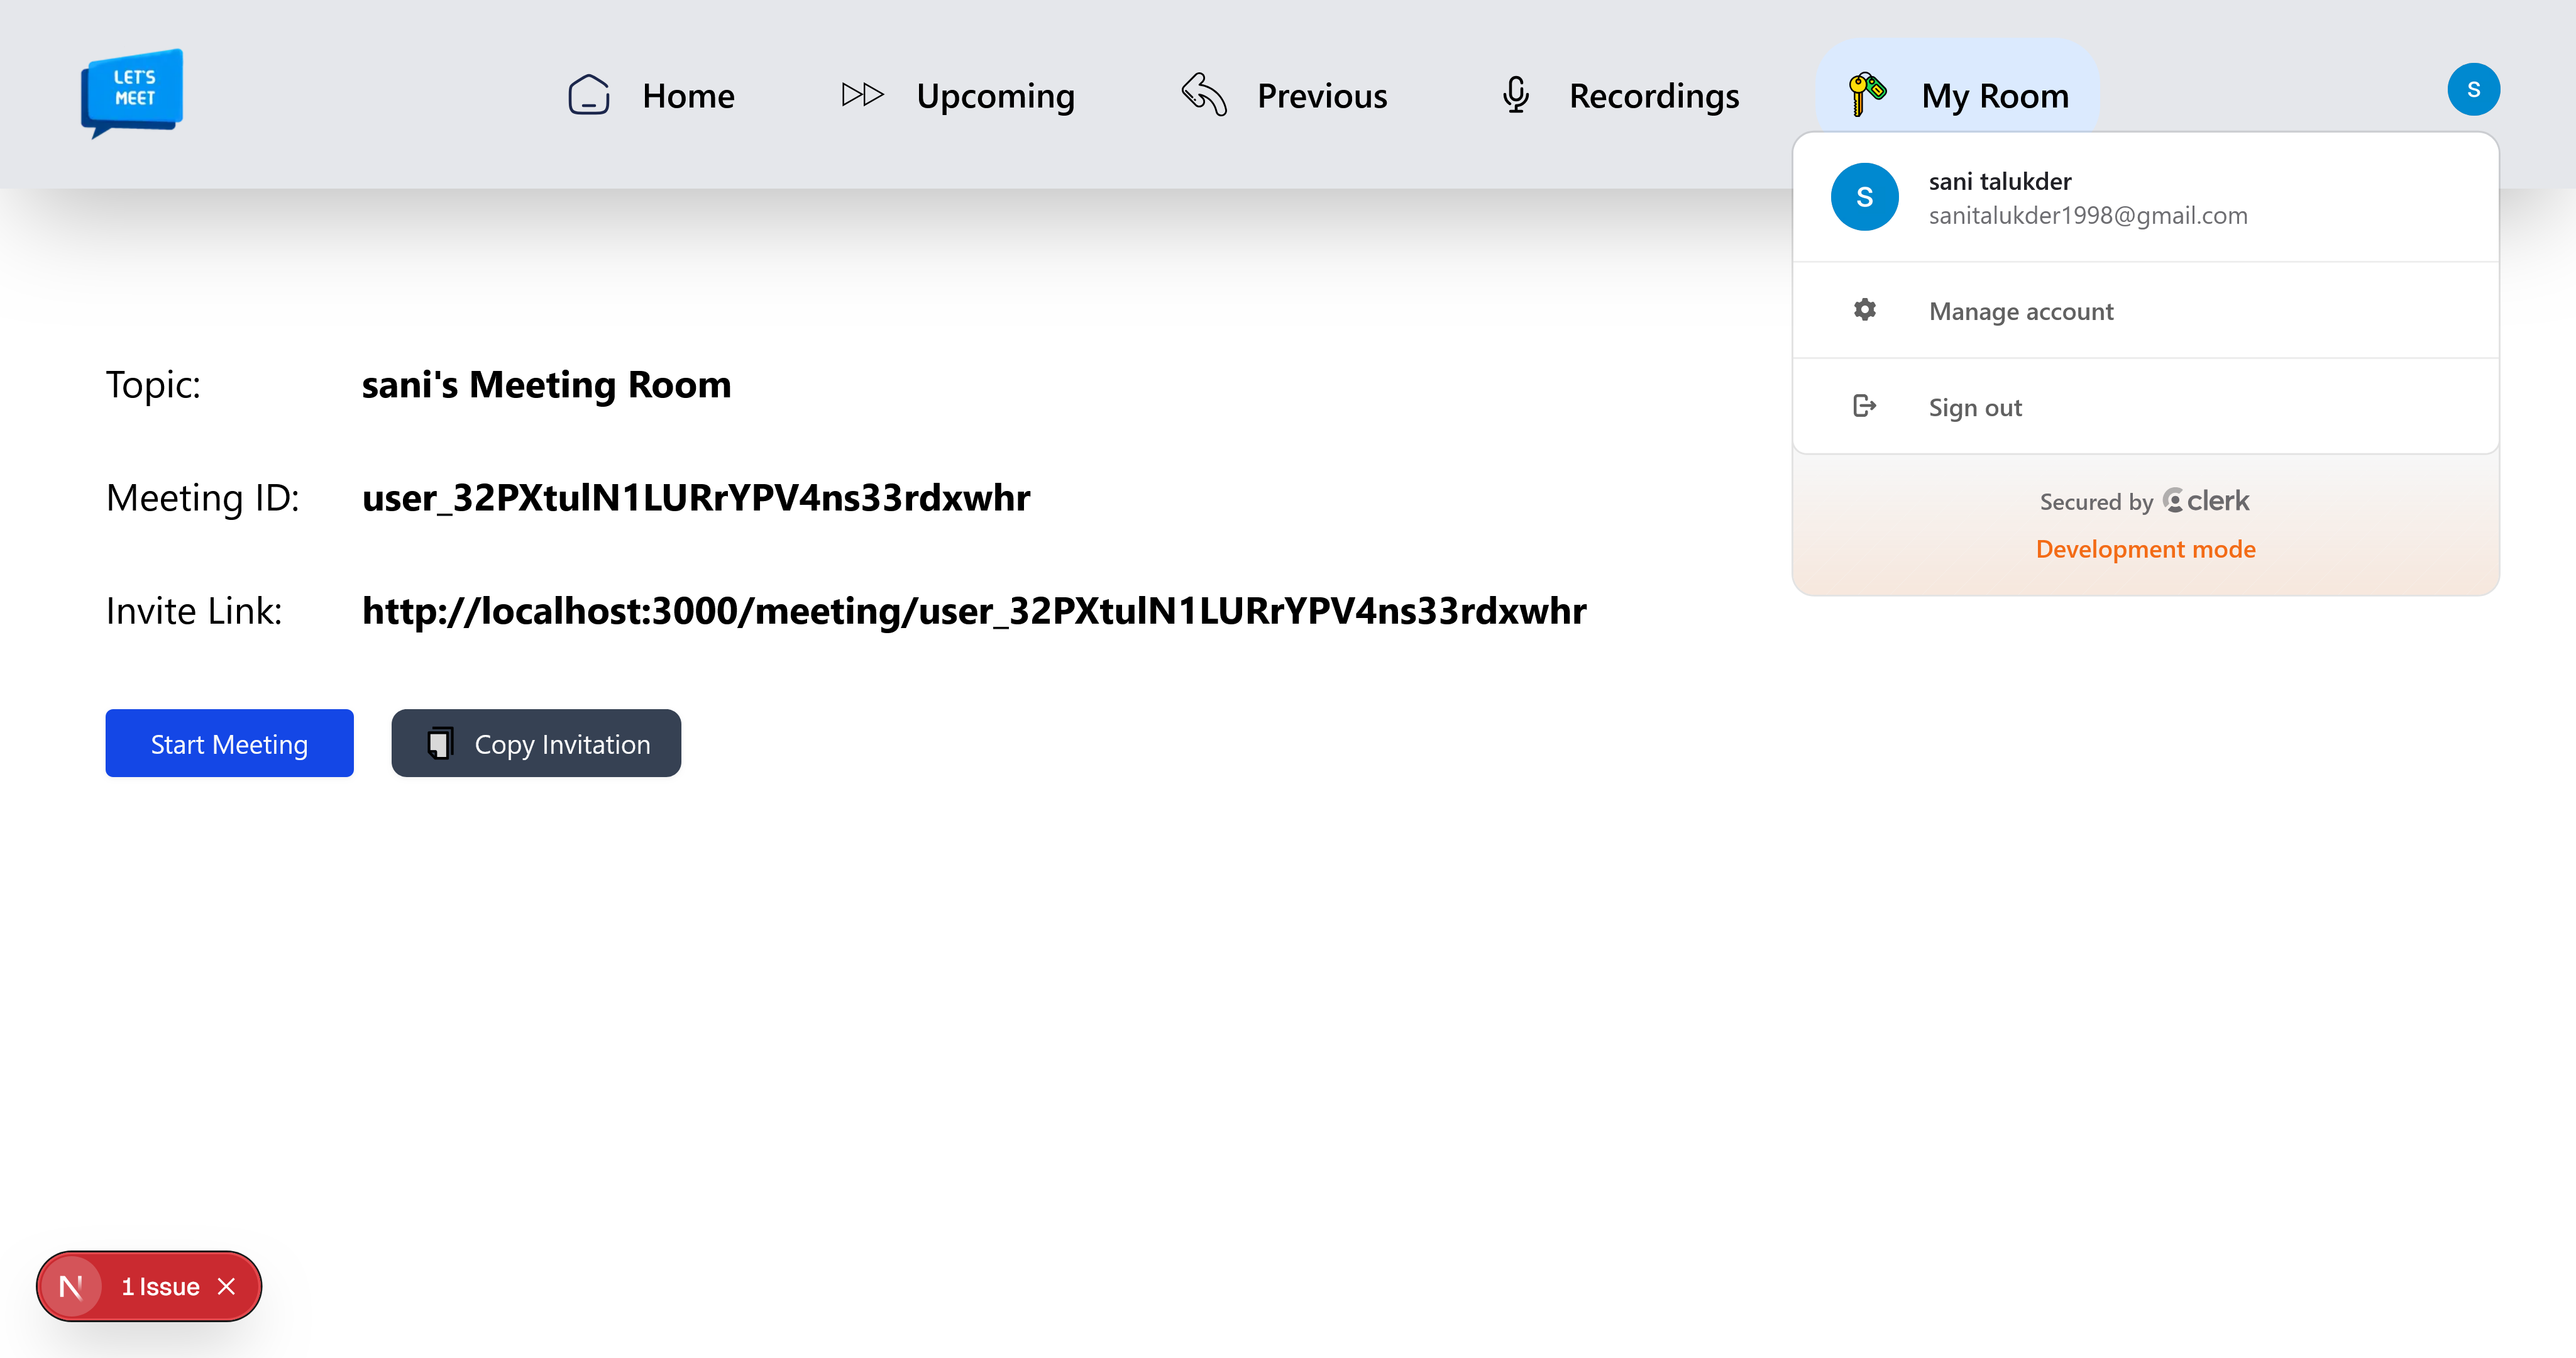 LET'S
MEET
Home
Upcoming
Previous
Recordings
My Room
S
S
sani talukder
sanitalukder1998@gmail.com
Manage account
Sign out
Secured by clerk
Development mode
Topic:
sani's Meeting Room
Meeting ID:
user_32PXtulN1LURrYPV4ns33rdxwhr
Invite Link:
http://localhost:3000/meeting/user_32PXtulN1LURrYPV4ns33rdxwhr
Start Meeting
Copy Invitation
N
1 Issue